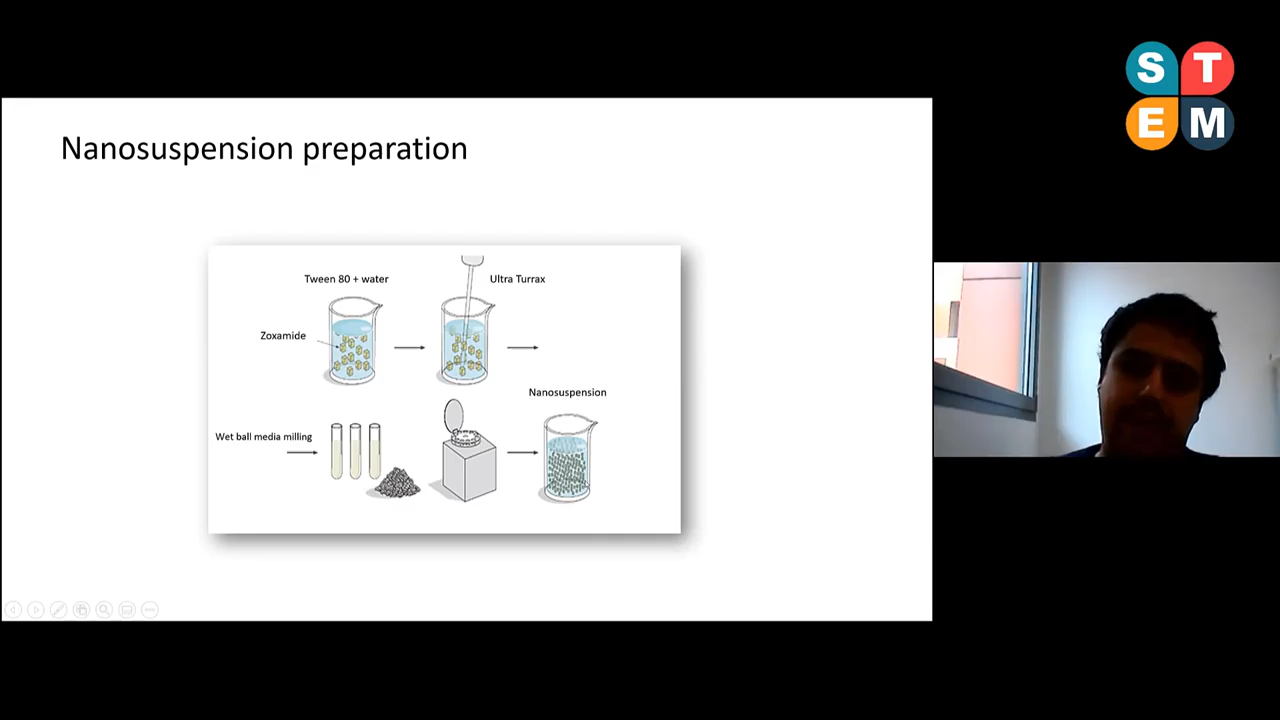 S T
E M
Nanosuspension preparation
Tween 80 + water
Ultra Turrax
Zoxamide
Nanosuspension
Wet ball media milling